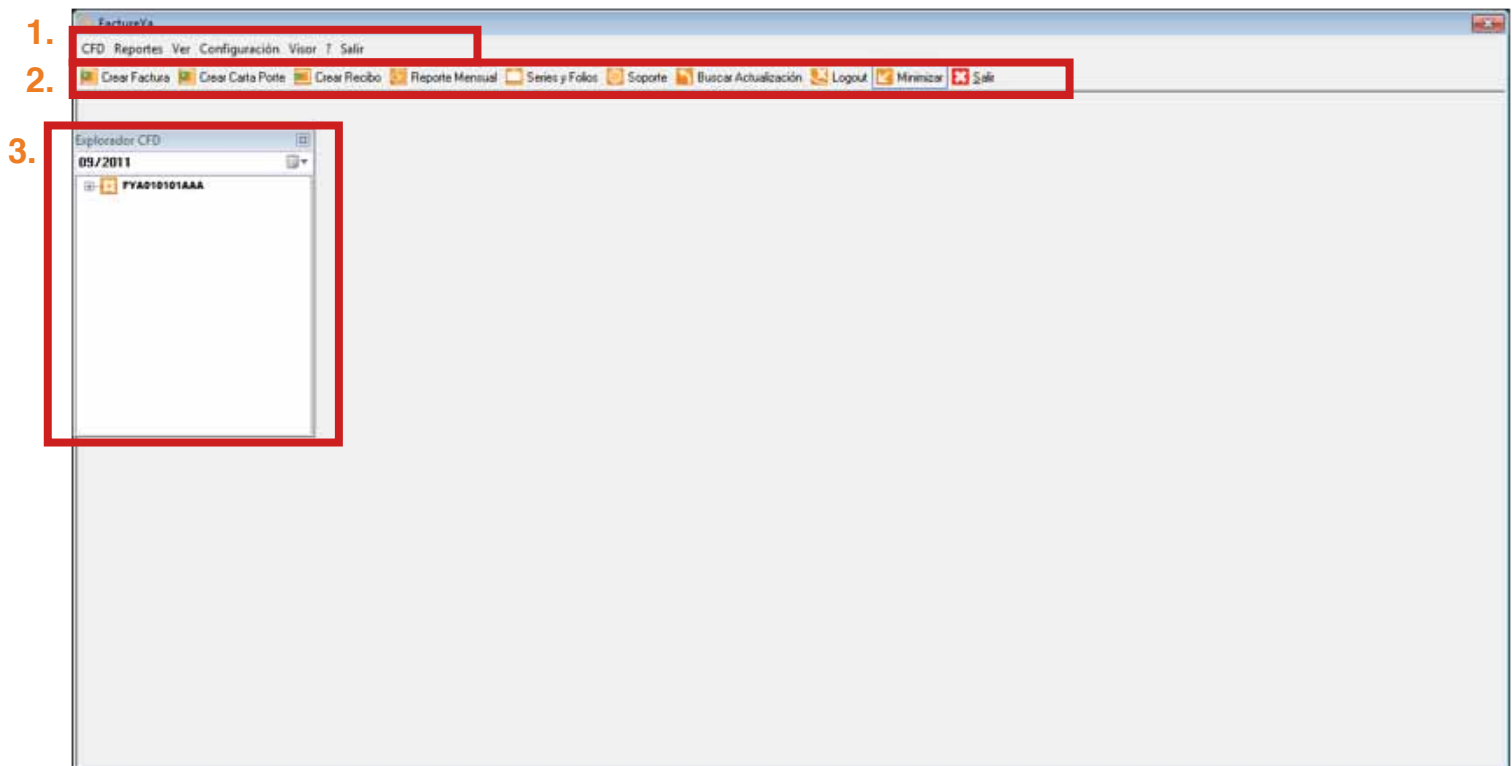 FactureYa
1.
CFD Reportes Ver Configuración Visor ? Salir
2.
Crear Factura Crear Carta Porte Crear Recibo Reporte Mensual Series y Folios Soporte Buscar Actualización Logout Minimizar Salir
3.
Explorador CFD
09/2011
FYA010101AAA